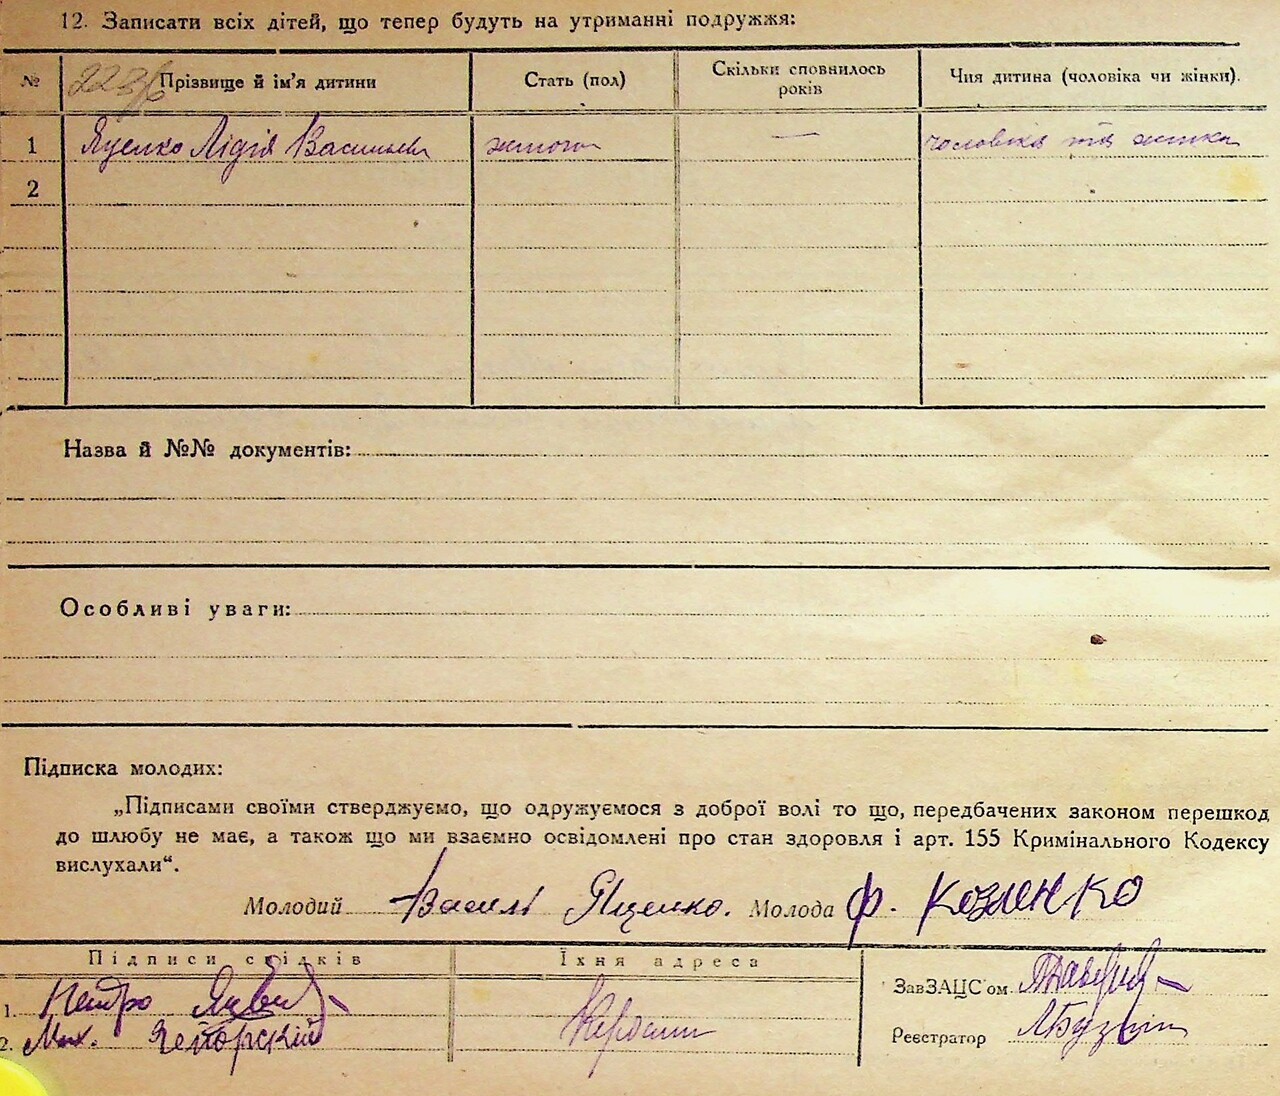 12. Записати всіх дітей, що тепер будуть на утриманні подружжя:
№ Прізвище й ім'я дитини Стать (пол) Скільки сповнилось років Чия дитина (чоловіка чи жінки).
1 Яценко Лідія Васильевн жіноча — чоловіка та жінка
2
Назва й №№ документів:
Особливі уваги:
Підписка молодих:
„Підписами своїми стверджуємо, що одружуємося з доброї волі то що, передбачених законом перешкод
до шлюбу не має, а також що ми взаємно освідомлені про стан здоровля і арт. 155 Кримінального Кодексу
вислухали“.
Молодий Василь Яценко. Молода Ф. Козленко
Підписи свідків Їхня адреса
ЗавЗАЦС'ом
1. Петро
2. Мих.
Реєстратор